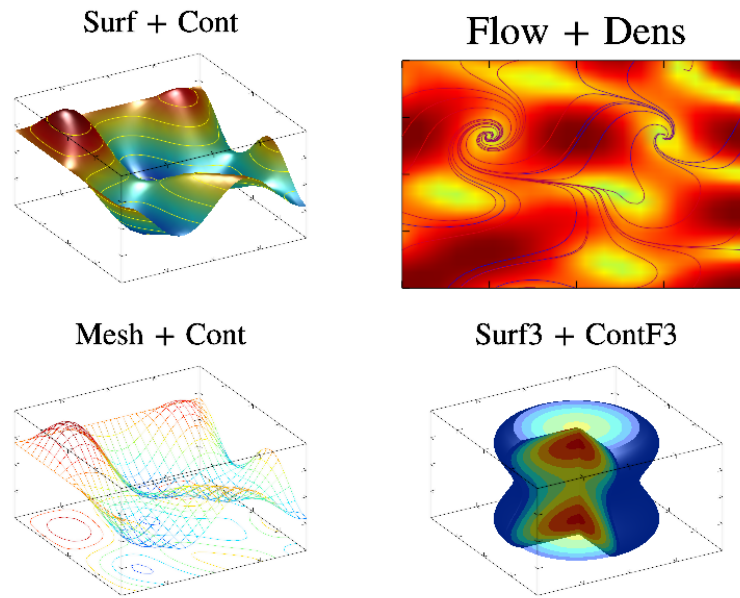 Surf + Cont
Flow + Dens
Mesh + Cont
Surf3 + ContF3